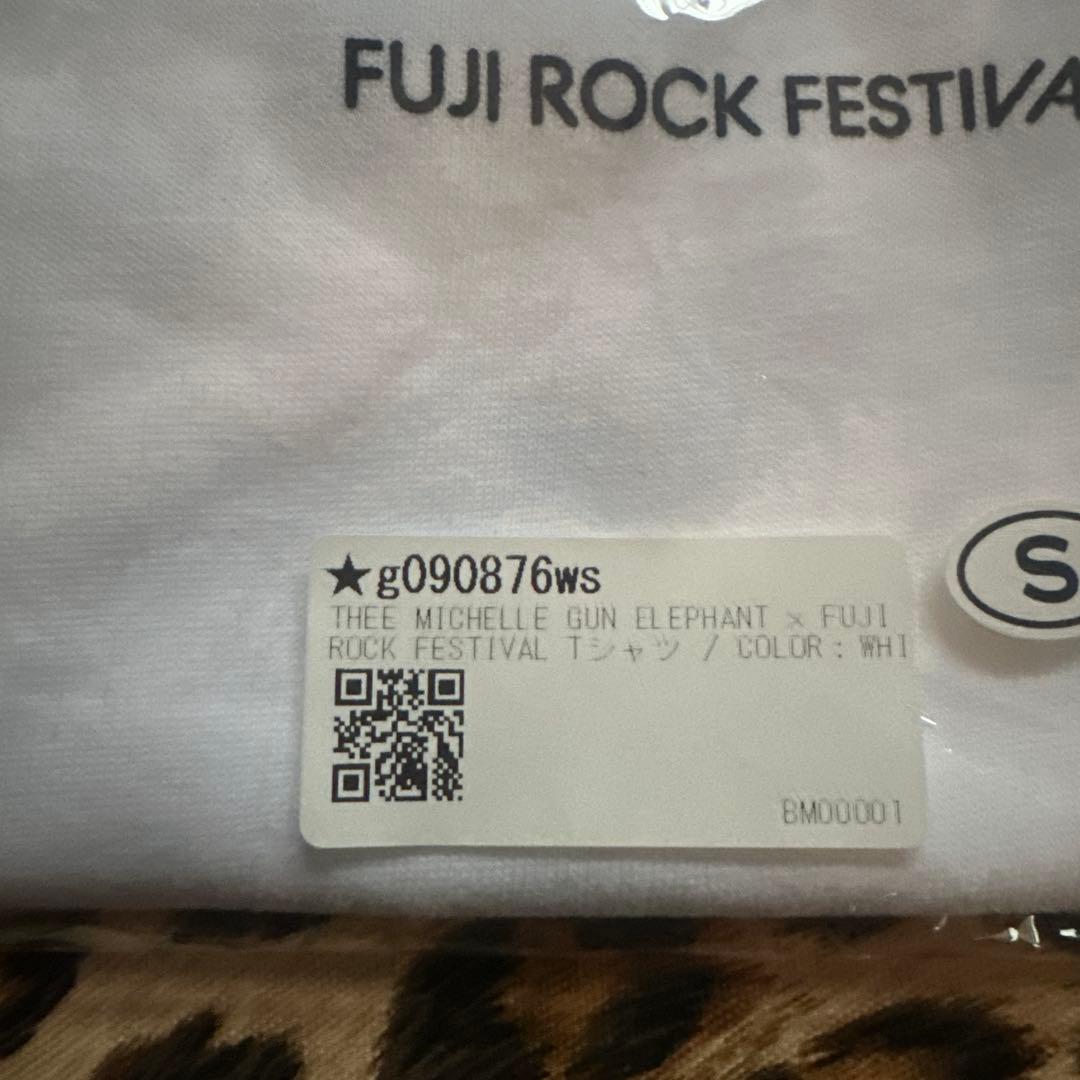 FUJI ROCK FESTIVA
★g090876ws
THEE MICHELLE GUN ELEPHANT × FUJI
ROCK FESTIVAL Tシャツ / COLOR : WHI
S
BM00001